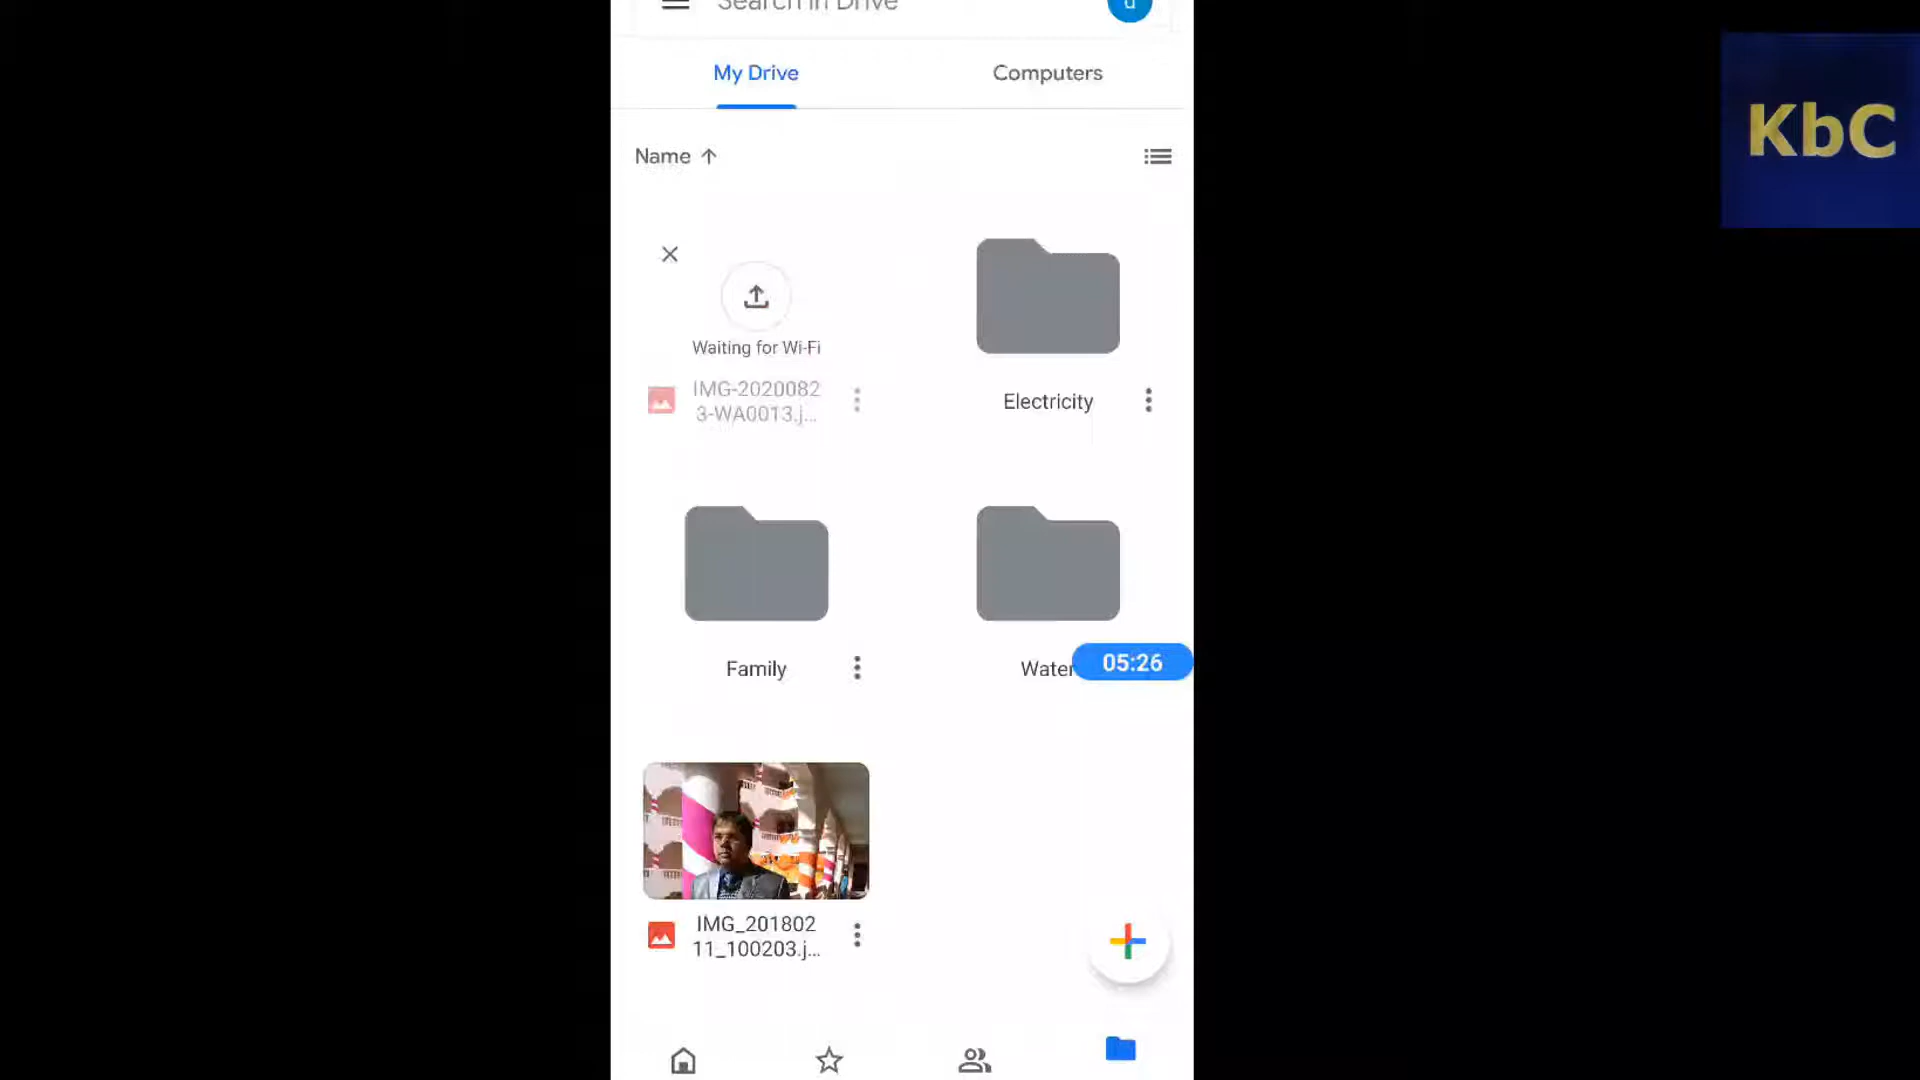 Search in Drive
My Drive
Computers
Name
KbC
Waiting for Wi-Fi
IMG-2020082
3-WA0013.j...
Electricity
Family
Water
05:26
IMG_201802
11_100203.j...